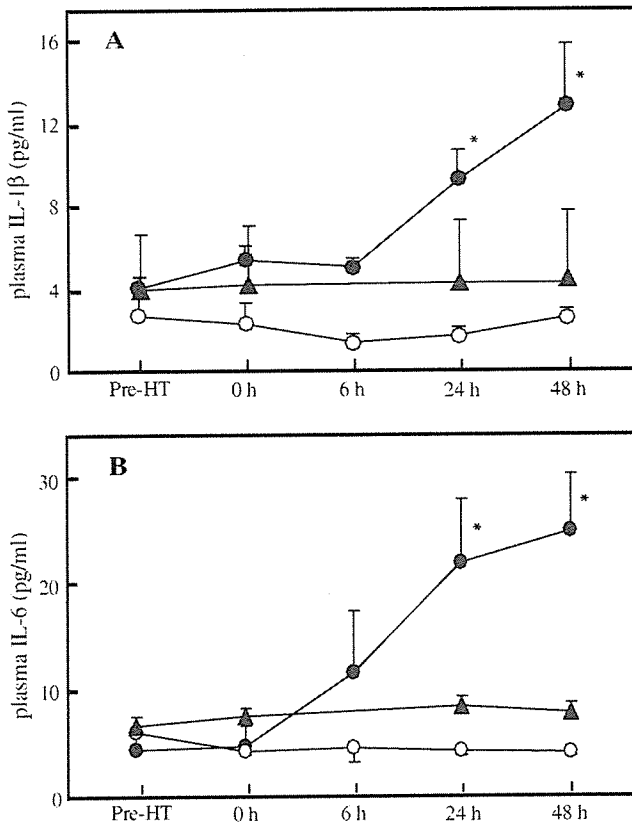 A
16
12
8
4
0
plasma IL-1β (pg/ml)
*
*
Pre-HT 0 h 6 h 24 h 48 h
B
30
20
10
0
plasma IL-6 (pg/ml)
*
*
Pre-HT 0 h 6 h 24 h 48 h